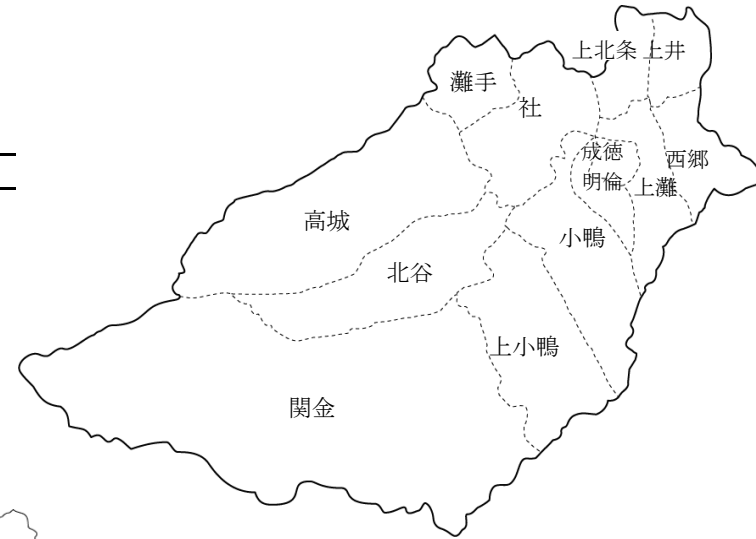 上北条
上井
灘手
社
成徳
明倫
西郷
上灘
高城
小鴨
北谷
上小鴨
関金